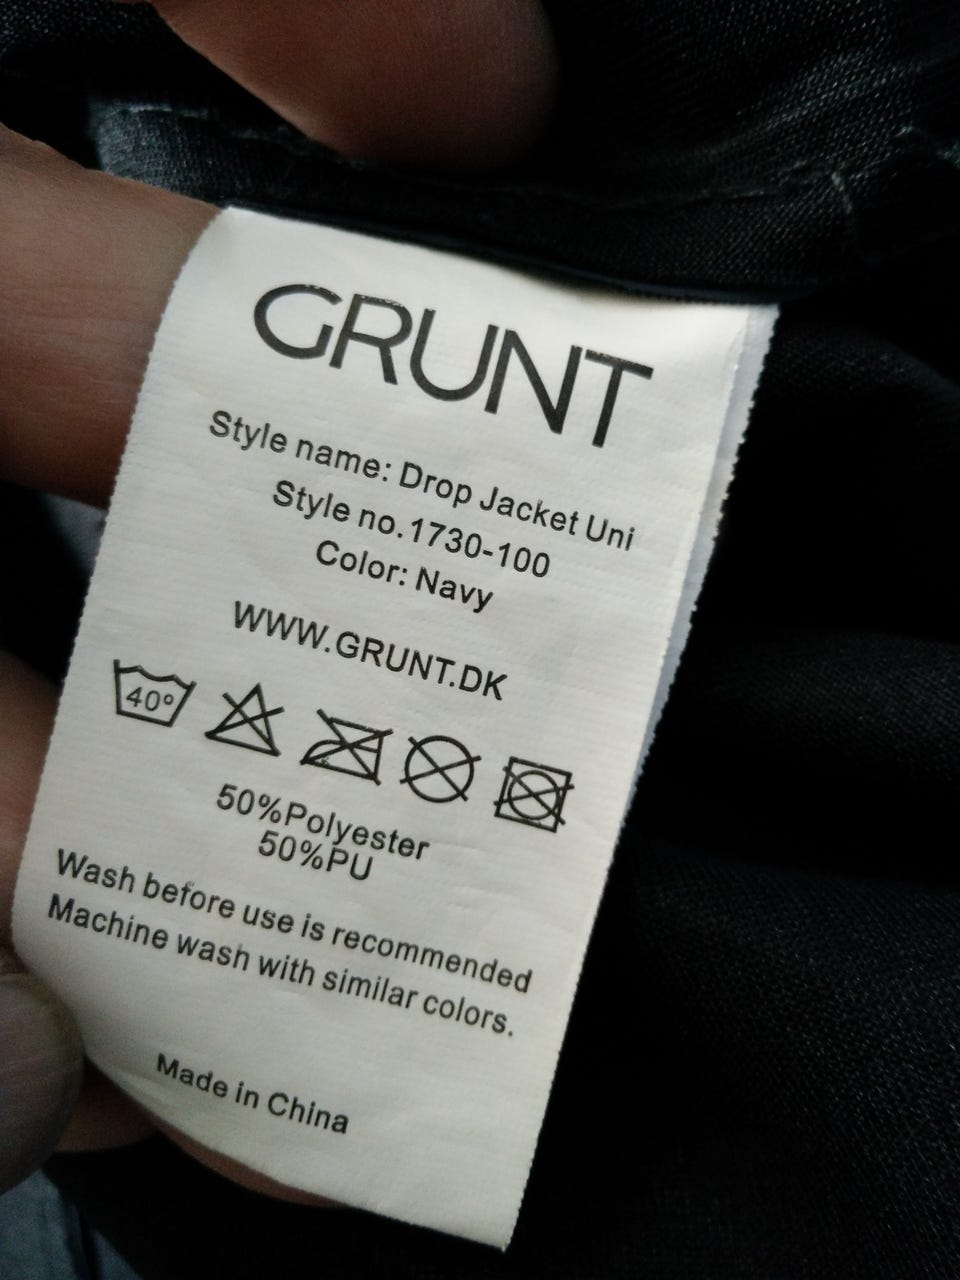 GRUNT
Style name: Drop Jacket Uni
Style no.1730-100
Color: Navy
WWW.GRUNT.DK
40°
50%Polyester
50%PU
Wash before use is recommended
Machine wash with similar colors.
Made in China